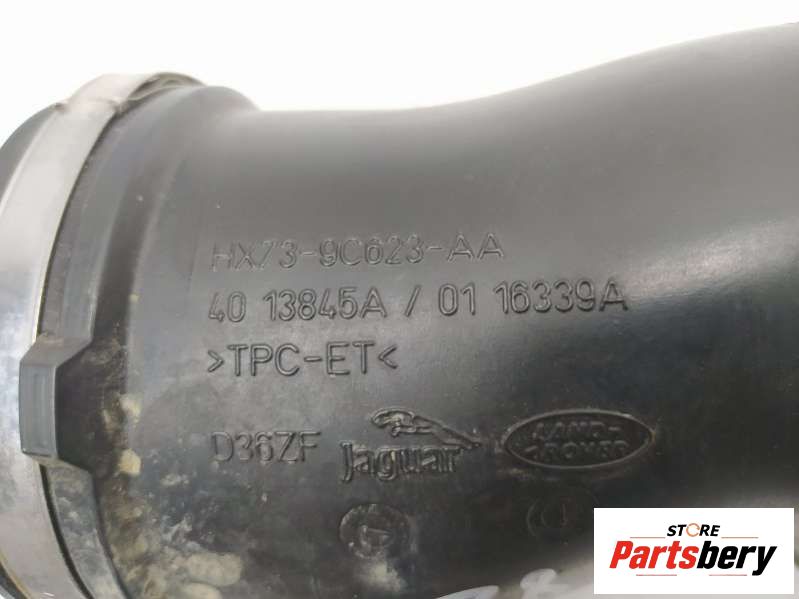 HX73-9C623-AA
40 13845A / 01 16339A
>TPC-ET<
D36ZF Jaguar LAND-ROVER
STORE
Partsbery